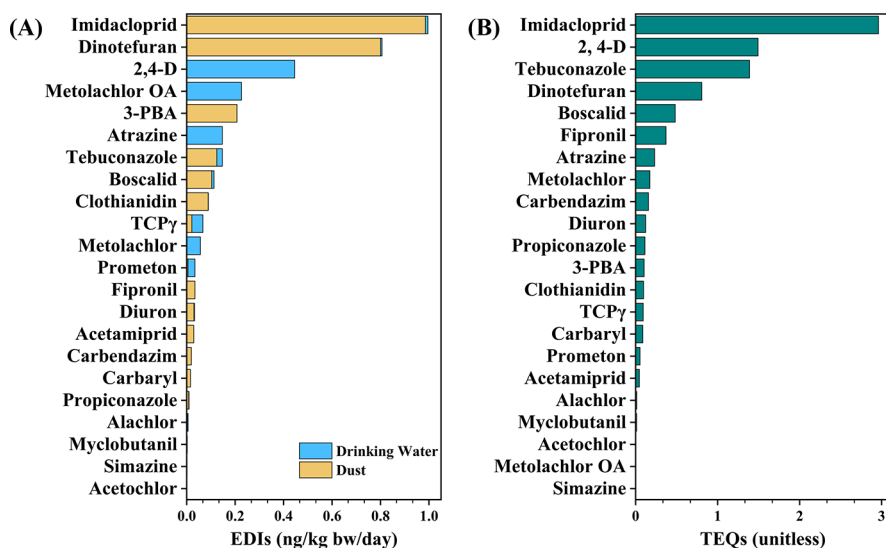 (A)
Imidacloprid
Dinotefuran
2,4-D
Metolachlor OA
3-PBA
Atrazine
Tebuconazole
Boscalid
Clothianidin
TCPγ
Metolachlor
Prometon
Fipronil
Diuron
Acetamiprid
Carbendazim
Carbaryl
Propiconazole
Alachlor
Myclobutanil
Simazine
Acetochlor
Drinking Water
Dust
0.0 0.2 0.4 0.6 0.8 1.0
EDIs (ng/kg bw/day)
(B)
Imidacloprid
2, 4-D
Tebuconazole
Dinotefuran
Boscalid
Fipronil
Atrazine
Metolachlor
Carbendazim
Diuron
Propiconazole
3-PBA
Clothianidin
TCPγ
Carbaryl
Prometon
Acetamiprid
Alachlor
Myclobutanil
Acetochlor
Metolachlor OA
Simazine
0 1 2 3
TEQs (unitless)